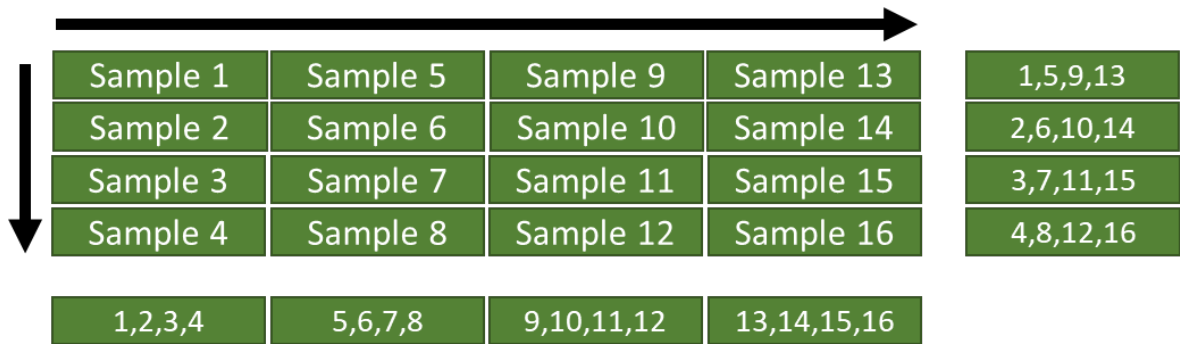 Sample 1 Sample 5 Sample 9 Sample 13 1,5,9,13
Sample 2 Sample 6 Sample 10 Sample 14 2,6,10,14
Sample 3 Sample 7 Sample 11 Sample 15 3,7,11,15
Sample 4 Sample 8 Sample 12 Sample 16 4,8,12,16
1,2,3,4 5,6,7,8 9,10,11,12 13,14,15,16